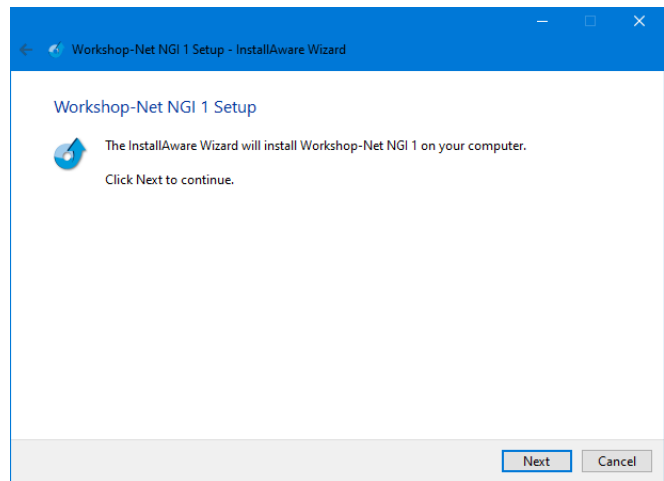 Workshop-Net NGI 1 Setup - InstallAware Wizard
Workshop-Net NGI 1 Setup
The InstallAware Wizard will install Workshop-Net NGI 1 on your computer.
Click Next to continue.
Next Cancel